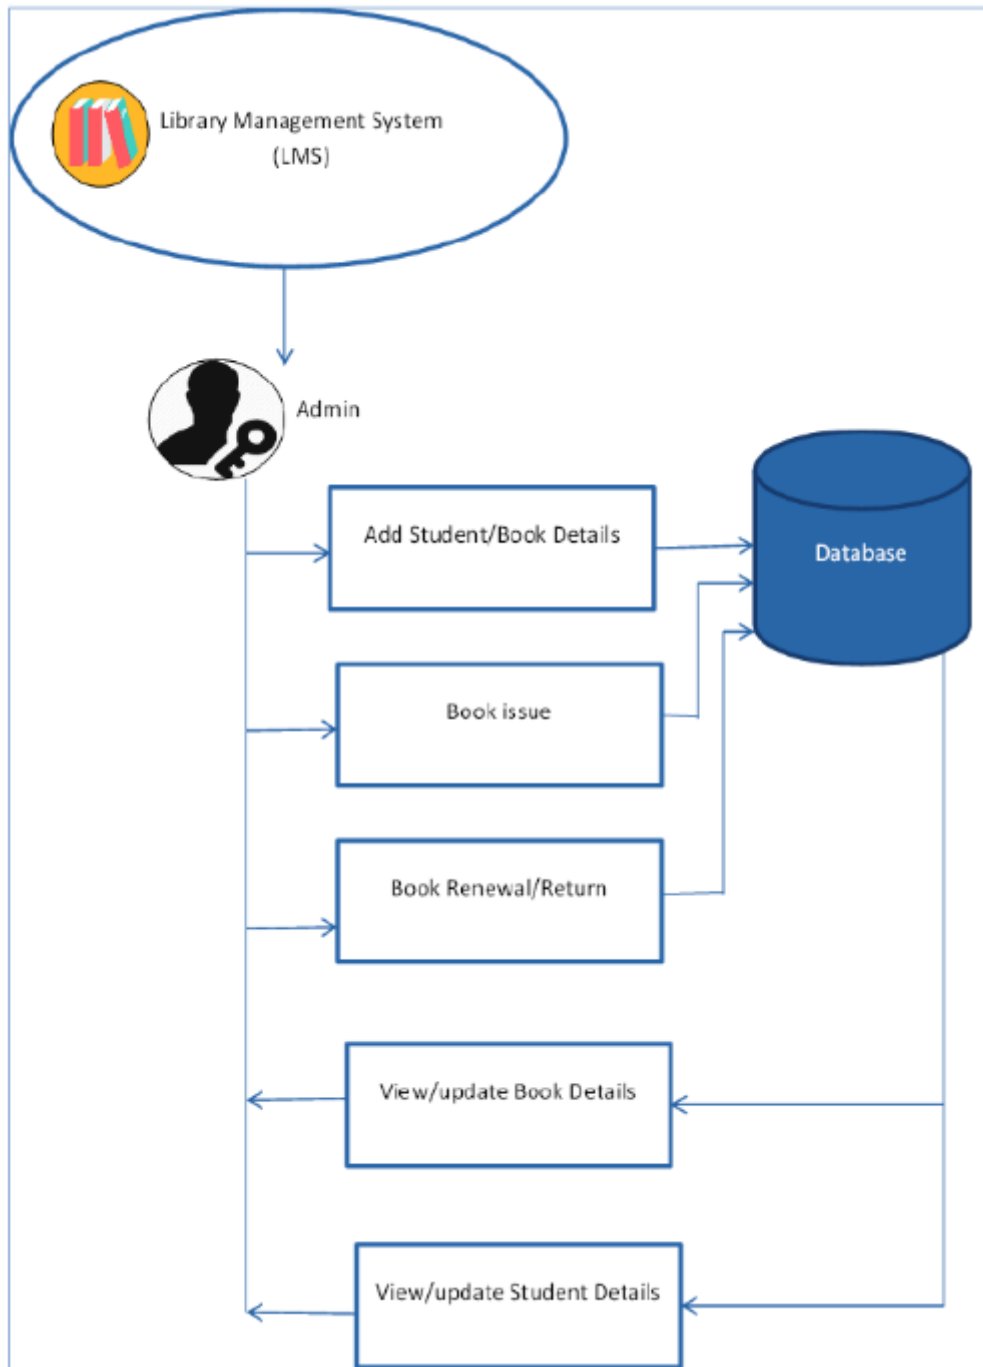 Library Management System
(LMS)
Admin
Add Student/Book Details
Database
Book issue
Book Renewal/Return
View/update Book Details
View/update Student Details